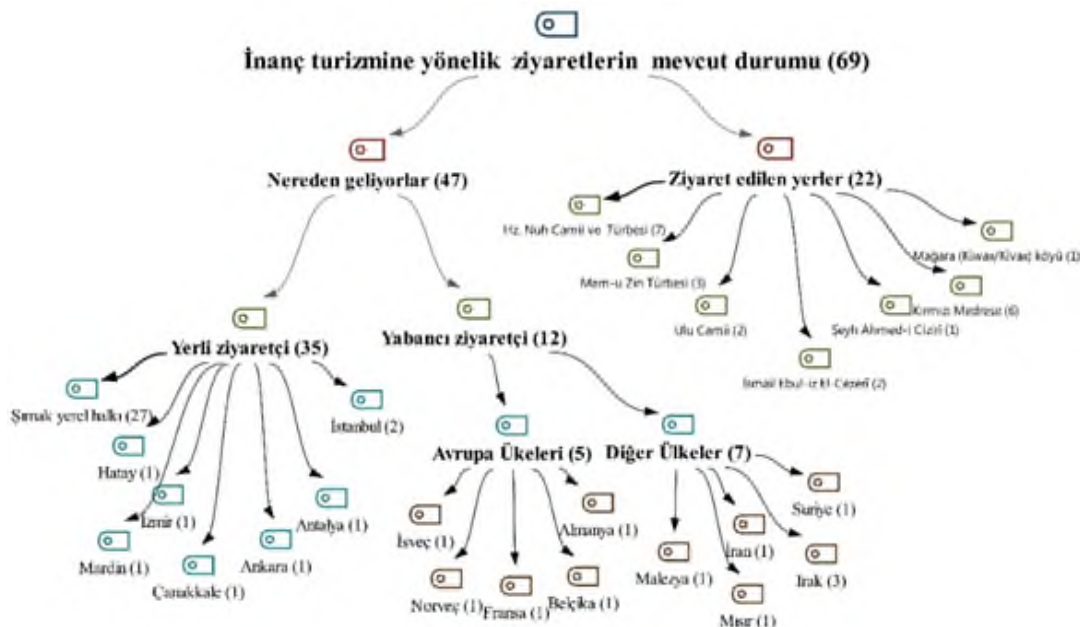 İnanç turizmine yönelik ziyaretlerin mevcut durumu (69)
Nereden geliyorlar (47)
Ziyaret edilen yerler (22)
Hz. Nuh Camii ve Türbesi (7)
Mağara (Kiwax/Kivax) köyü (1)
Mem-u Zin Türbesi (3)
Kırmızı Medrese (6)
Ulu Camii (2)
Şeyh Ahmed-i Cizirî (1)
İsmail Ebul-iz El-Cezerî (2)
Yerli ziyaretçi (35)
Yabancı ziyaretçi (12)
Şırnak yerel halkı (27)
İstanbul (2)
Hatay (1)
İzmir (1)
Antalya (1)
Mardin (1)
Ankara (1)
Çanakkale (1)
Avrupa Ükeleri (5)
Diğer Ülkeler (7)
İsveç (1)
Almanya (1)
Suriye (1)
İran (1)
Norveç (1)
Fransa (1)
Belçika (1)
Malezya (1)
Irak (3)
Mısır (1)